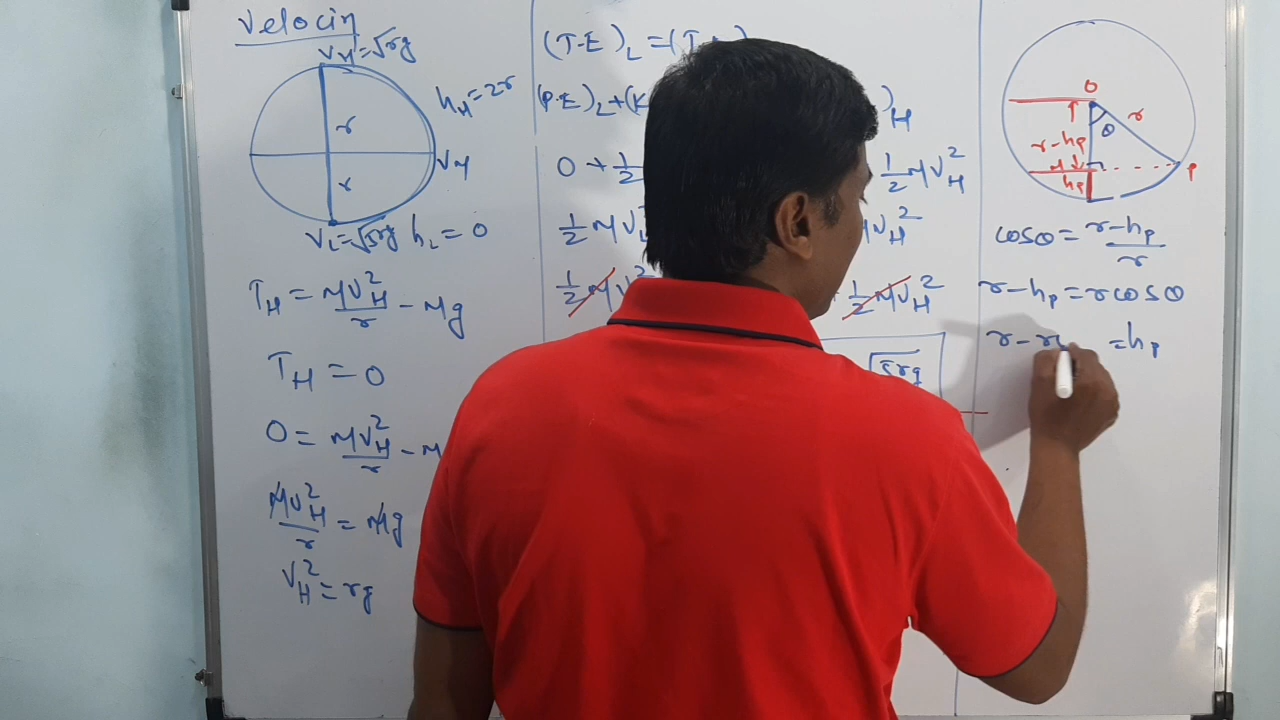 Velocity
V_H=√rg
h_H=2r
r
V_M
r
V_L=√5rg h_L=0
T_H = MV_H²/r − Mg
T_H = 0
0 = MV_H²/r − M
MV_H²/r = Mg
V_H² = rg
(T.E)_L =(T
(P.E)_L+(K
)_H
0 + 1/2
1/2 MV_H²
1/2 MV_L
MV_H²
1/2 MV_L²
1/2 MV_H²
√5rg
O
r
θ
r−h_P
M
P
h_P
cosθ = r−h_P/r
r−h_P = r cosθ
r − r = h_P